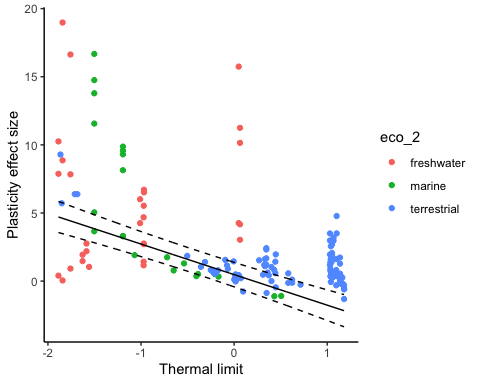 20
15
10
5
0
Plasticity effect size
-2
-1
0
1
Thermal limit
eco_2
freshwater
marine
terrestrial